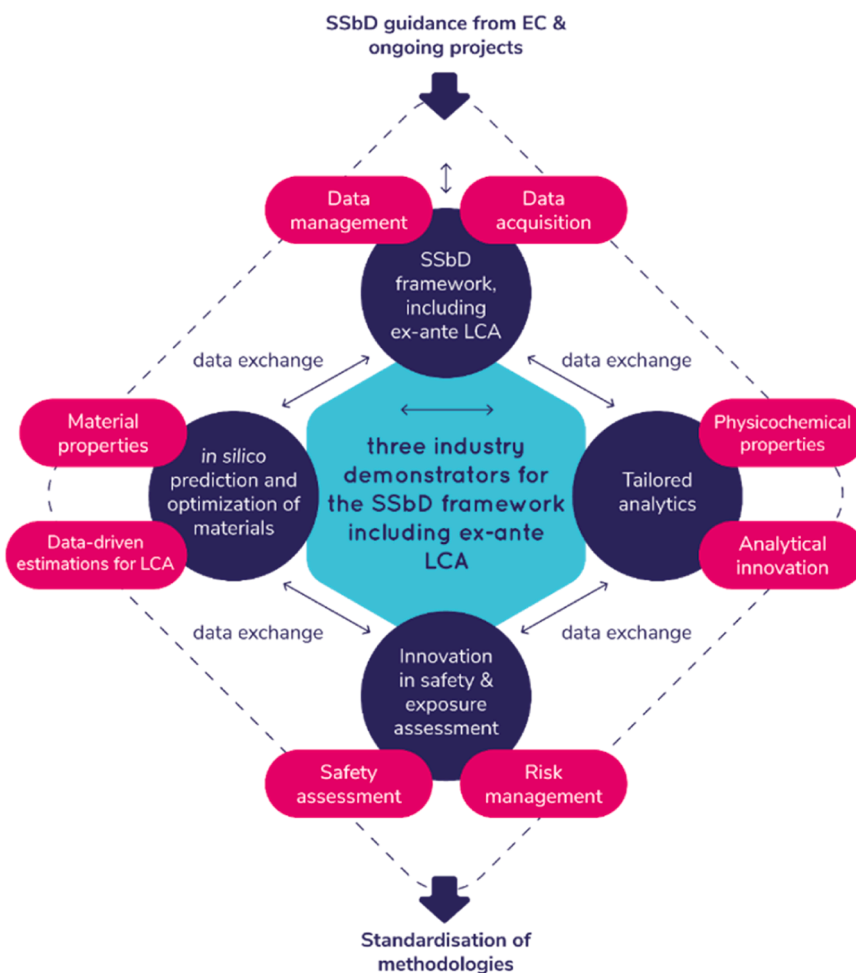 SSbD guidance from EC &
ongoing projects
Data
management
Data
acquisition
SSbD
framework,
including
ex-ante LCA
data exchange
data exchange
Material
properties
in silico
prediction and
optimization of
materials
Data-driven
estimations for LCA
three industry
demonstrators for
the SSbD framework
including ex-ante
LCA
Physicochemical
properties
Tailored
analytics
Analytical
innovation
data exchange
data exchange
Innovation
in safety &
exposure
assessment
Safety
assessment
Risk
management
Standardisation of
methodologies